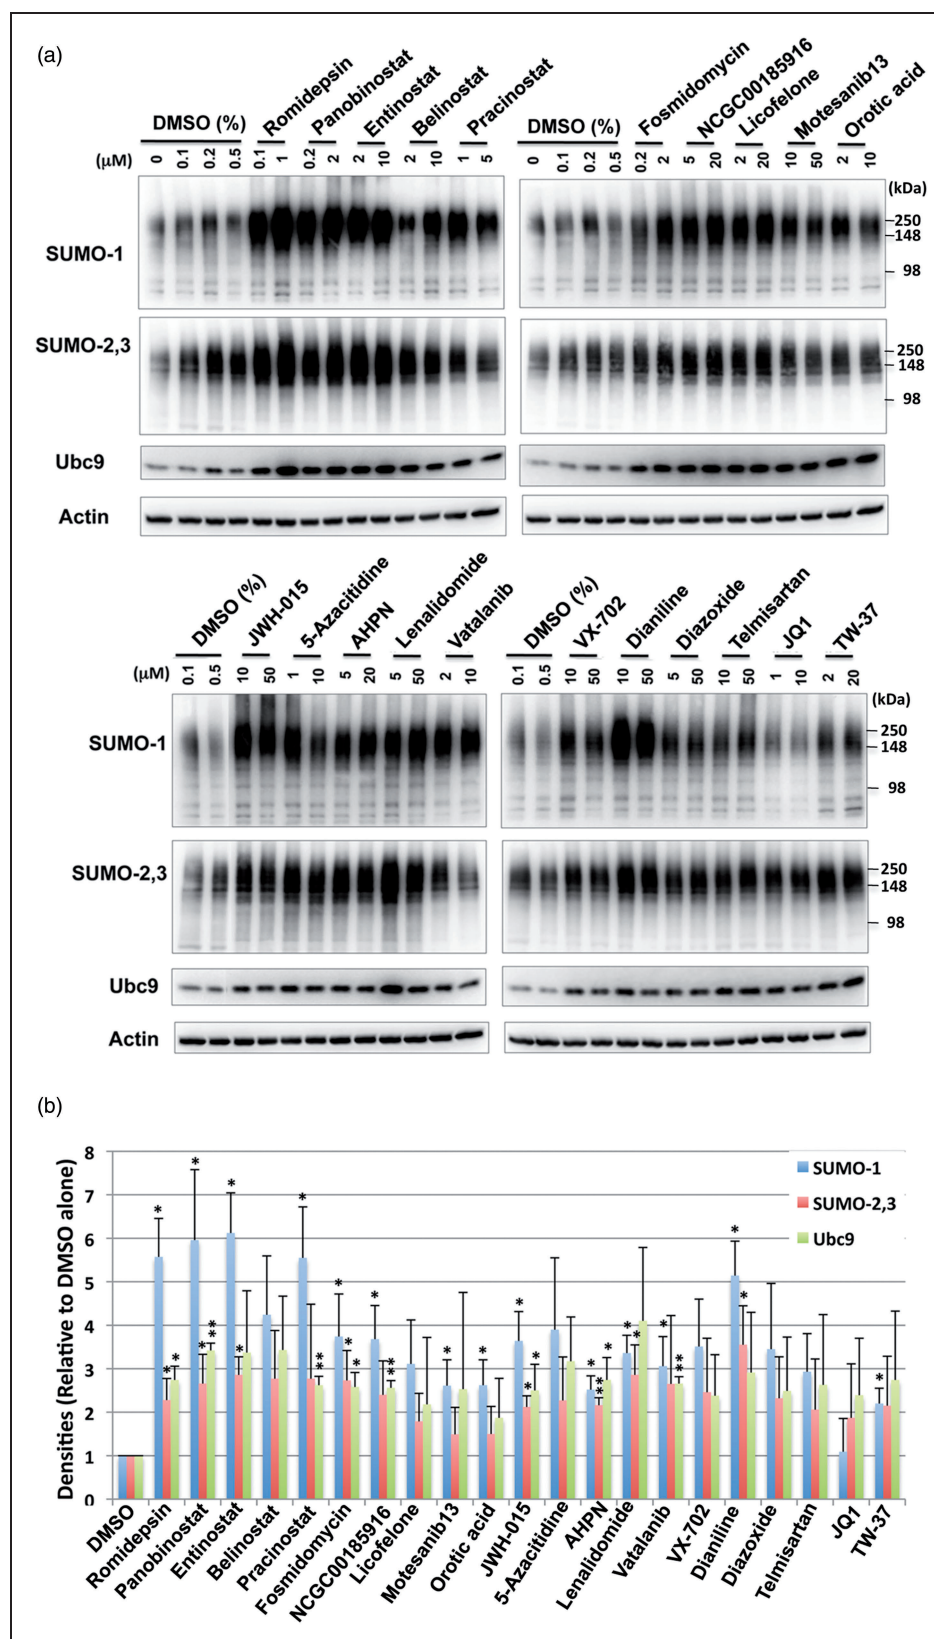 (a)
DMSO (%) Romidepsin Panobinostat Entinostat Belinostat Pracinostat DMSO (%) Fosmidomycin NCGC00185916 Licofelone Motesanib13 Orotic acid
(μM) 0 0.1 0.2 0.5 0.1 1 0.2 2 2 10 2 10 1 5 0 0.1 0.2 0.5 0.2 2 5 20 2 20 10 50 2 10 (kDa)
SUMO-1
250
148
98
SUMO-2,3
250
148
98
Ubc9
Actin
DMSO (%) JWH-015 5-Azacitidine AHPN Lenalidomide Vatalanib DMSO (%) VX-702 Dianiline Diazoxide Telmisartan JQ1 TW-37
(μM) 0.1 0.5 10 50 1 10 5 20 5 50 2 10 0.1 0.5 10 50 10 50 5 50 10 50 1 10 2 20 (kDa)
SUMO-1
250
148
98
SUMO-2,3
250
148
98
Ubc9
Actin
(b)
Densities (Relative to DMSO alone)
8
7
6
5
4
3
2
1
0
SUMO-1
SUMO-2,3
Ubc9
* * * * * * * * * ** * * ** * * * * ** * * * * * * * ** * * * ** * * *
DMSO Romidepsin Panobinostat Entinostat Belinostat Pracinostat Fosmidomycin NCGC00185916 Licofelone Motesanib13 Orotic acid JWH-015 5-Azacitidine AHPN Lenalidomide Vatalanib VX-702 Dianiline Diazoxide Telmisartan JQ1 TW-37